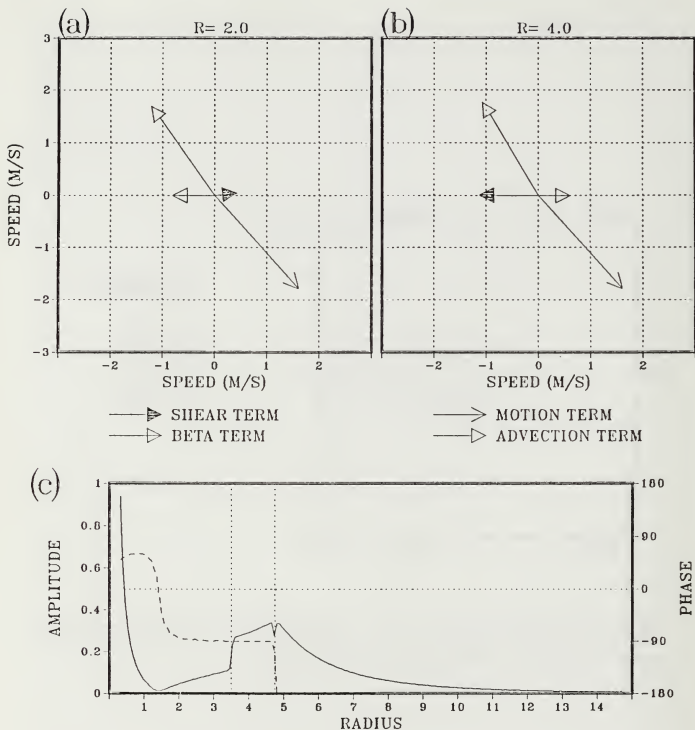 (a) R= 2.0
(b) R= 4.0
SPEED (M/S)
3
2
1
0
-1
-2
-3
-2 -1 0 1 2
-2 -1 0 1 2
SPEED (M/S)
SPEED (M/S)
SHEAR TERM
MOTION TERM
BETA TERM
ADVECTION TERM
(c)
AMPLITUDE
1
0.8
0.6
0.4
0.2
0
180
90
0
-90
-180
PHASE
1 2 3 4 5 6 7 8 9 10 11 12 13 14
RADIUS